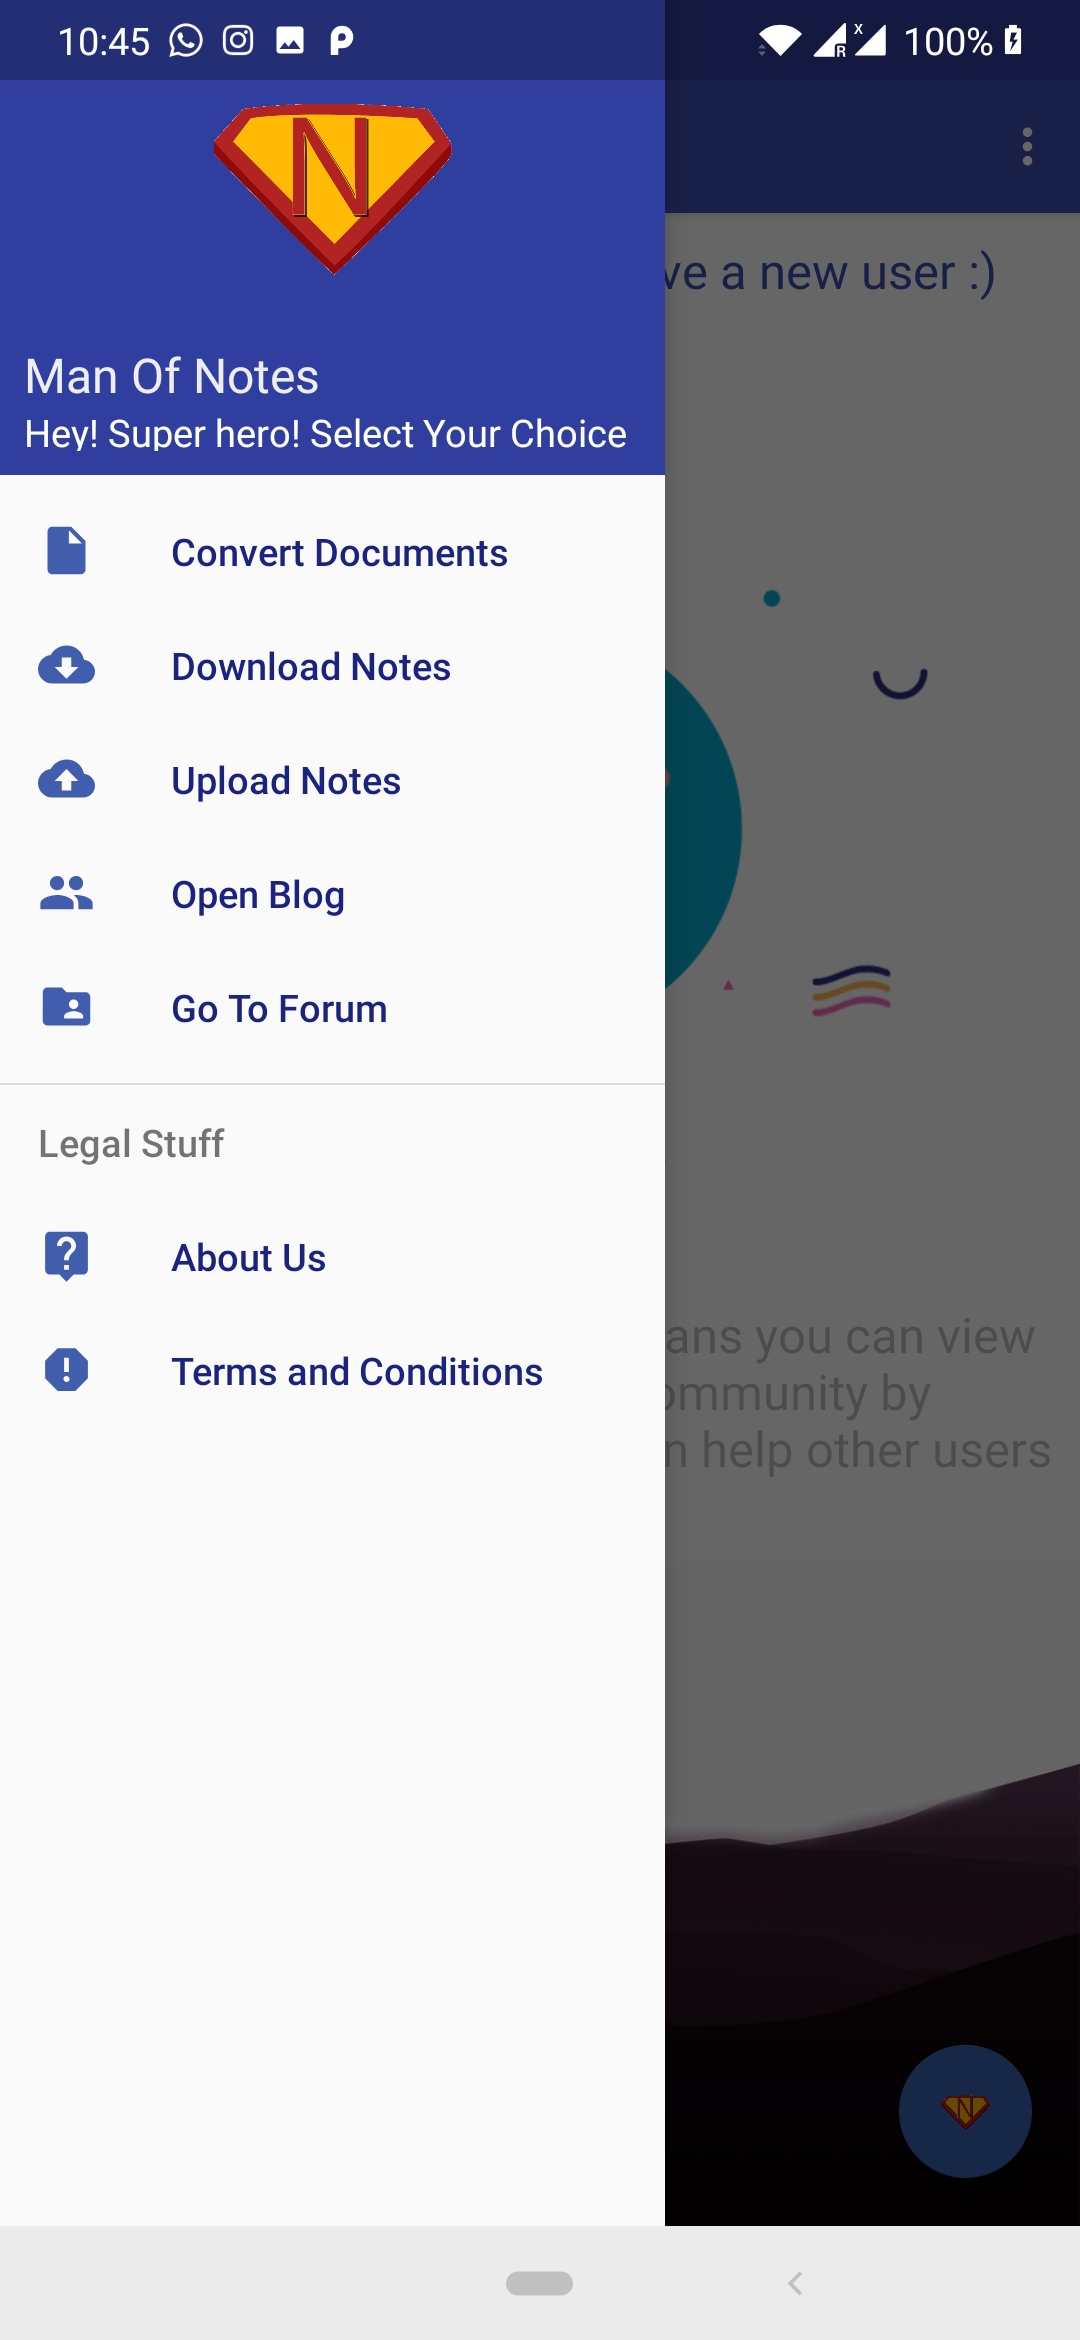 10:45
R
X
100%
N
ve a new user :)
Man Of Notes
Hey! Super hero! Select Your Choice
Convert Documents
Download Notes
Upload Notes
Open Blog
Go To Forum
Legal Stuff
About Us
ans you can view
Terms and Conditions
ommunity by
n help other users
N